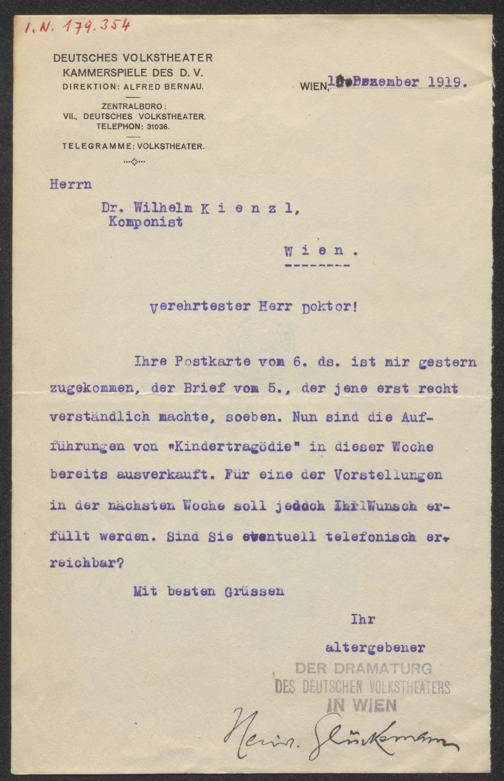 I.N. 179.354
DEUTSCHES VOLKSTHEATER
KAMMERSPIELE DES D. V.
DIREKTION: ALFRED BERNAU.
ZENTRALBÜRO:
VII., DEUTSCHES VOLKSTHEATER.
TELEPHON: 31036.
TELEGRAMME: VOLKSTHEATER.
WIEN, 10. Dezember 1919.
Herrn
Dr. Wilhelm K i e n z l,
Komponist
W i e n .
Verehrtester Herr Doktor!
Ihre Postkarte vom 6. ds. ist mir gestern
zugekommen, der Brief vom 5., der jene erst recht
verständlich machte, soeben. Nun sind die Auf-
führungen von "Kindertragödie" in dieser Woche
bereits ausverkauft. Für eine der Vorstellungen
in der nächsten Woche soll jedoch Ihr Wunsch er-
füllt werden. Sind Sie eventuell telefonisch er-
reichbar?
Mit besten Grüssen
Ihr
altergebener
DER DRAMATURG
DES DEUTSCHEN VOLKSTHEATERS
IN WIEN
Heinr. Glücksmann